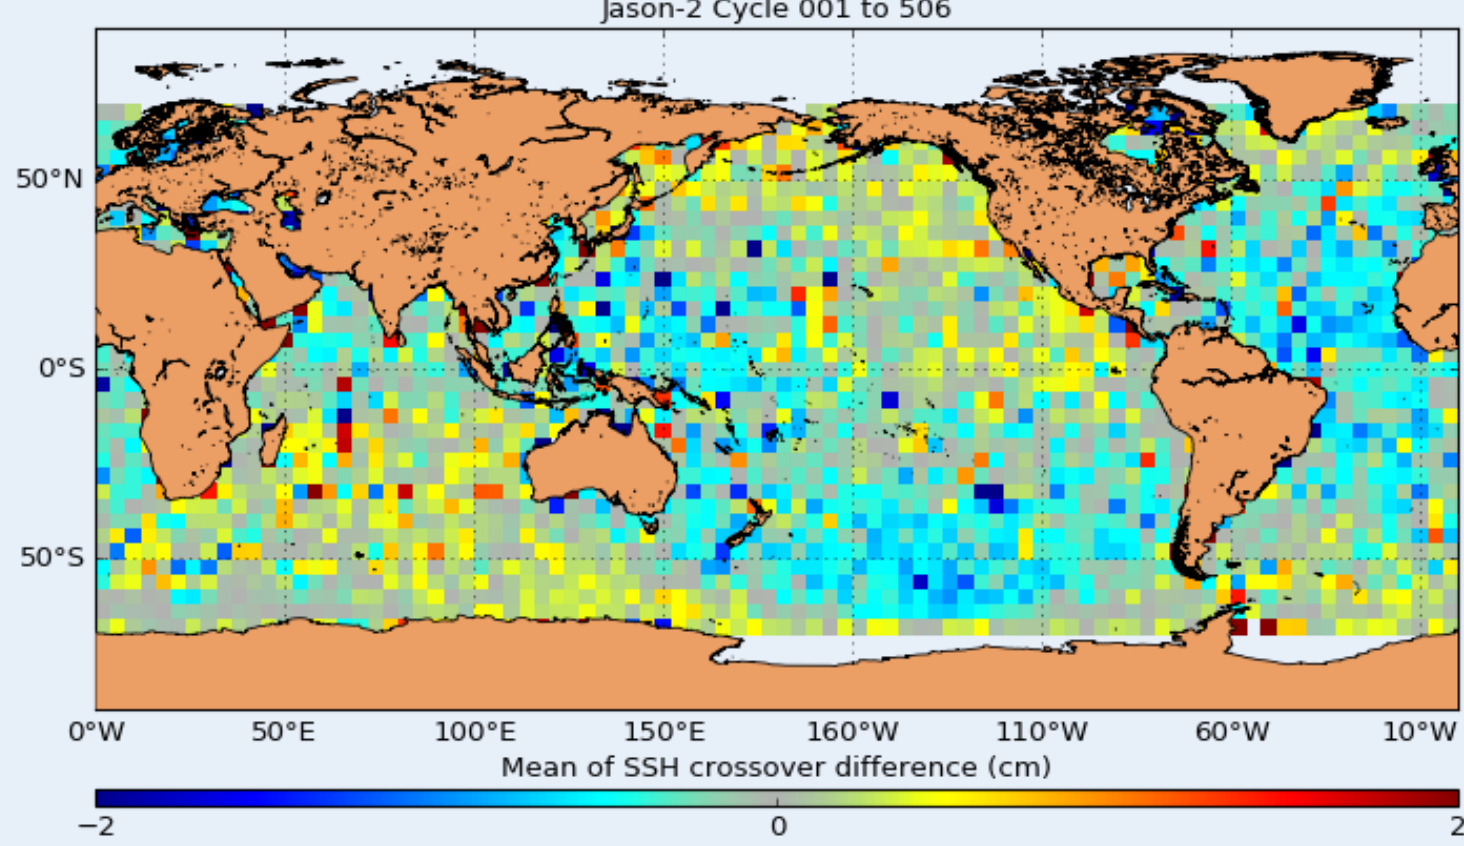 Jason-2 Cycle 001 to 506
50°N
0°S
50°S
0°W 50°E 100°E 150°E 160°W 110°W 60°W 10°W
Mean of SSH crossover difference (cm)
−2 0 2